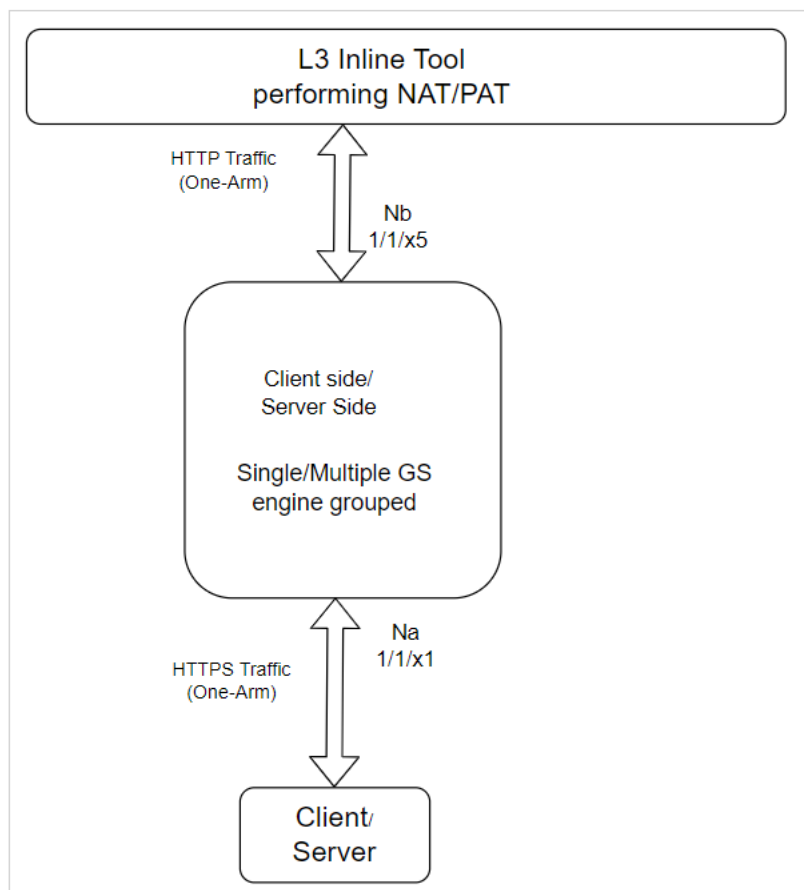 L3 Inline Tool
performing NAT/PAT
HTTP Traffic
(One-Arm)
Nb
1/1/x5
Client side/
Server Side
Single/Multiple GS
engine grouped
Na
1/1/x1
HTTPS Traffic
(One-Arm)
Client/
Server